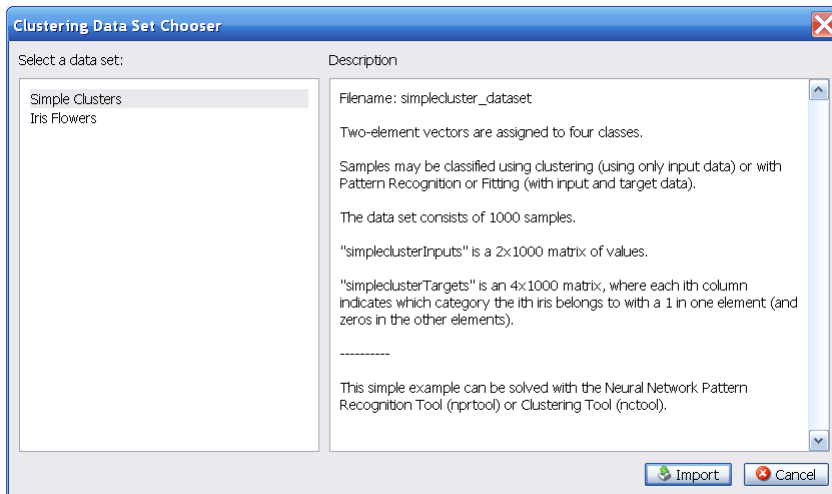 Clustering Data Set Chooser
Select a data set:
Simple Clusters
Iris Flowers
Description
Filename: simplecluster_dataset
Two-element vectors are assigned to four classes.
Samples may be classified using clustering (using only input data) or with
Pattern Recognition or Fitting (with input and target data).
The data set consists of 1000 samples.
"simpleclusterInputs" is a 2x1000 matrix of values.
"simpleclusterTargets" is an 4x1000 matrix, where each ith column
indicates which category the ith iris belongs to with a 1 in one element (and
zeros in the other elements).
----------
This simple example can be solved with the Neural Network Pattern
Recognition Tool (nprtool) or Clustering Tool (nctool).
Import
Cancel